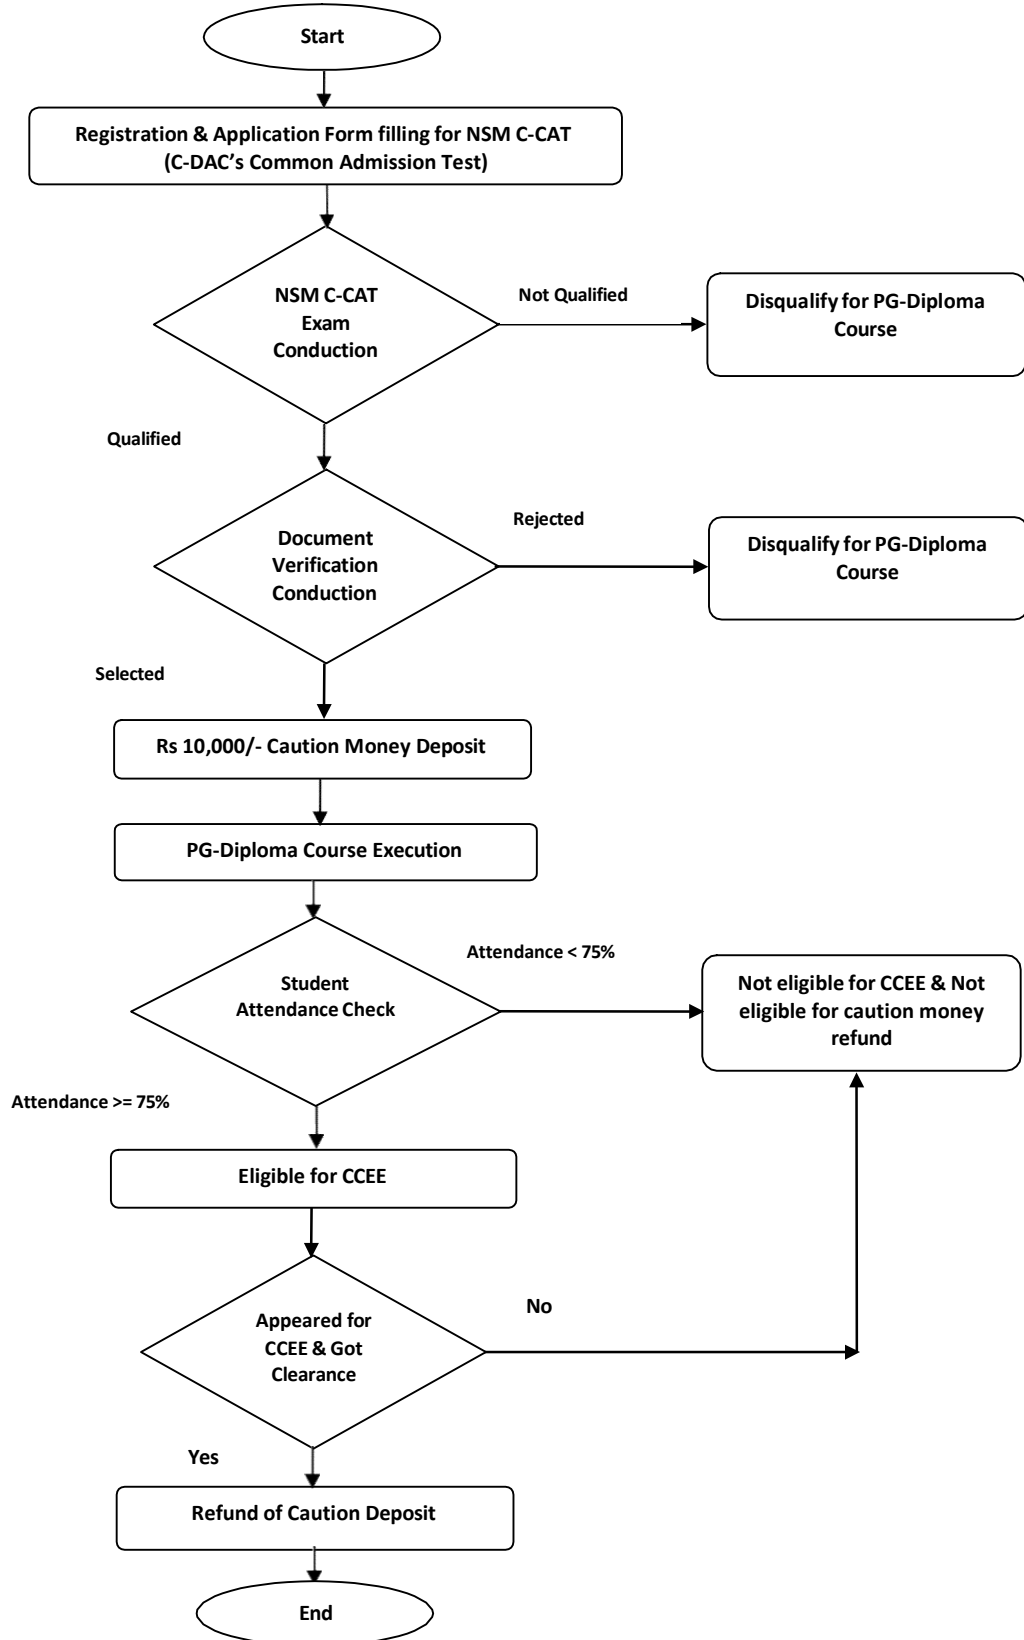 Start
Registration & Application Form filling for NSM C-CAT
(C-DAC’s Common Admission Test)
NSM C-CAT
Exam
Conduction
Not Qualified
Disqualify for PG-Diploma
Course
Qualified
Document
Verification
Conduction
Rejected
Disqualify for PG-Diploma
Course
Selected
Rs 10,000/- Caution Money Deposit
PG-Diploma Course Execution
Student
Attendance Check
Attendance < 75%
Not eligible for CCEE & Not
eligible for caution money
refund
Attendance >= 75%
Eligible for CCEE
Appeared for
CCEE & Got
Clearance
No
Yes
Refund of Caution Deposit
End